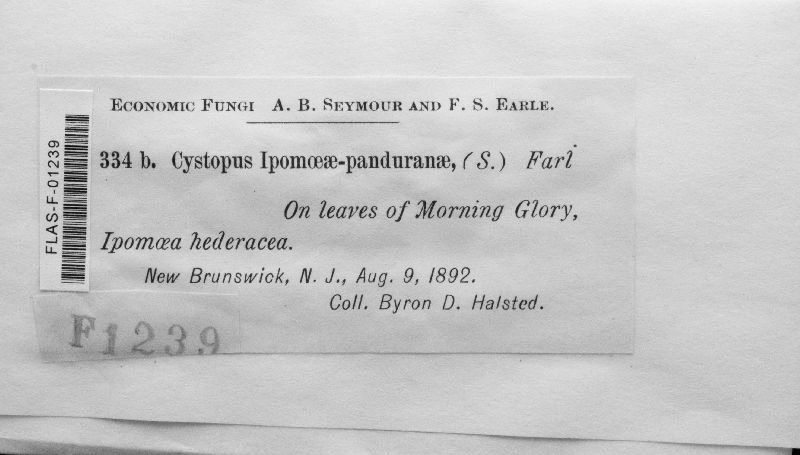 Economic Fungi A. B. Seymour and F. S. Earle.
334 b. Cystopus Ipomœæ-panduranæ, (S.) Farl
On leaves of Morning Glory,
Ipomœa hederacea.
New Brunswick, N. J., Aug. 9, 1892.
Coll. Byron D. Halsted.
FLAS-F-01239
F1239